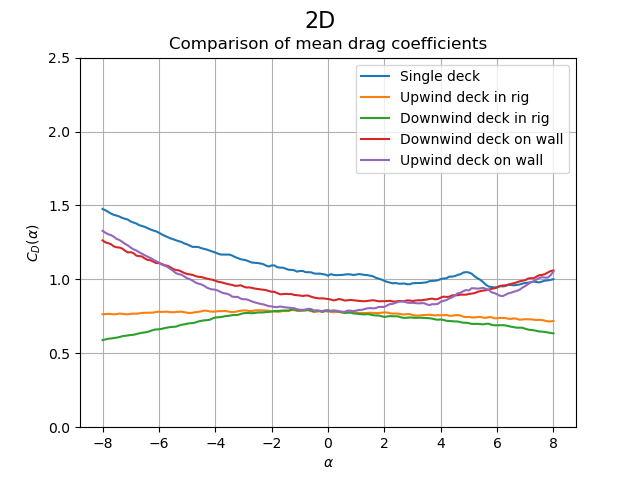 2D
Comparison of mean drag coefficients
2.5
2.0
1.5
1.0
0.5
0.0
C_D(α)
Single deck
Upwind deck in rig
Downwind deck in rig
Downwind deck on wall
Upwind deck on wall
−8 −6 −4 −2 0 2 4 6 8
α